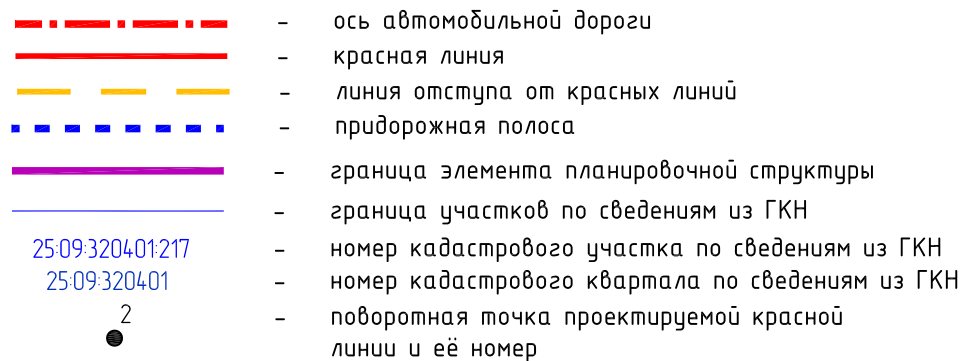 - ось автомобильной дороги
- красная линия
- линия отступа от красных линий
- придорожная полоса
- граница элемента планировочной структуры
- граница участков по сведениям из ГКН
25:09:320401:217 - номер кадастрового участка по сведениям из ГКН
25:09:320401 - номер кадастрового квартала по сведениям из ГКН
2 - поворотная точка проектируемой красной
линии и её номер